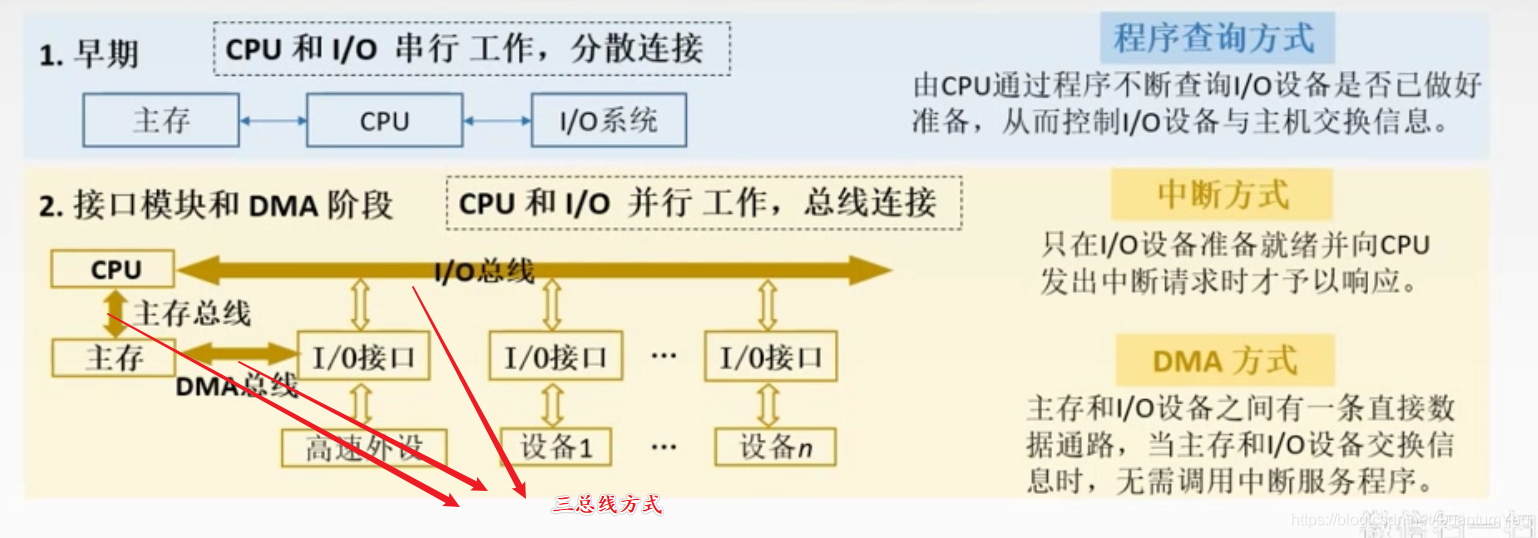 1. 早期
CPU 和 I/O 串行 工作，分散连接
主存
CPU
I/O系统
程序查询方式
由CPU通过程序不断查询I/O设备是否已做好
准备，从而控制I/O设备与主机交换信息。
2. 接口模块和 DMA 阶段
CPU 和 I/O 并行 工作，总线连接
CPU
I/O总线
主存总线
主存
DMA总线
I/O接口
I/O接口
...
I/O接口
高速外设
设备1
...
设备n
中断方式
只在I/O设备准备就绪并向CPU
发出中断请求时才予以响应。
DMA 方式
主存和I/O设备之间有一条直接数
据通路，当主存和I/O设备交换信
息时，无需调用中断服务程序。
三总线方式